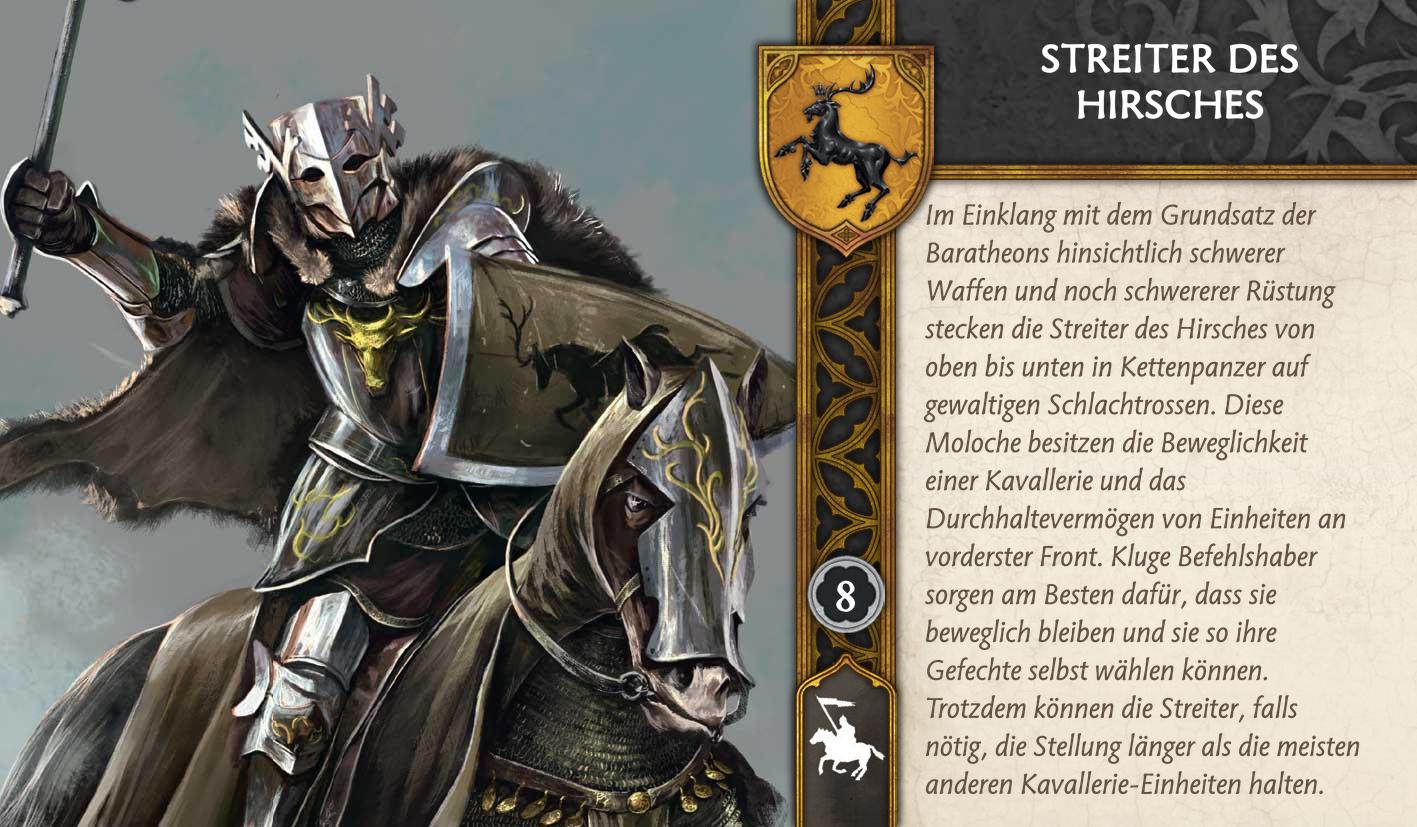 STREITER DES
HIRSCHES
Im Einklang mit dem Grundsatz der
Baratheons hinsichtlich schwerer
Waffen und noch schwererer Rüstung
stecken die Streiter des Hirsches von
oben bis unten in Kettenpanzer auf
gewaltigen Schlachtrossen. Diese
Moloche besitzen die Beweglichkeit
einer Kavallerie und das
Durchhaltevermögen von Einheiten an
vorderster Front. Kluge Befehlshaber
sorgen am Besten dafür, dass sie
beweglich bleiben und sie so ihre
Gefechte selbst wählen können.
Trotzdem können die Streiter, falls
nötig, die Stellung länger als die meisten
anderen Kavallerie-Einheiten halten.
8